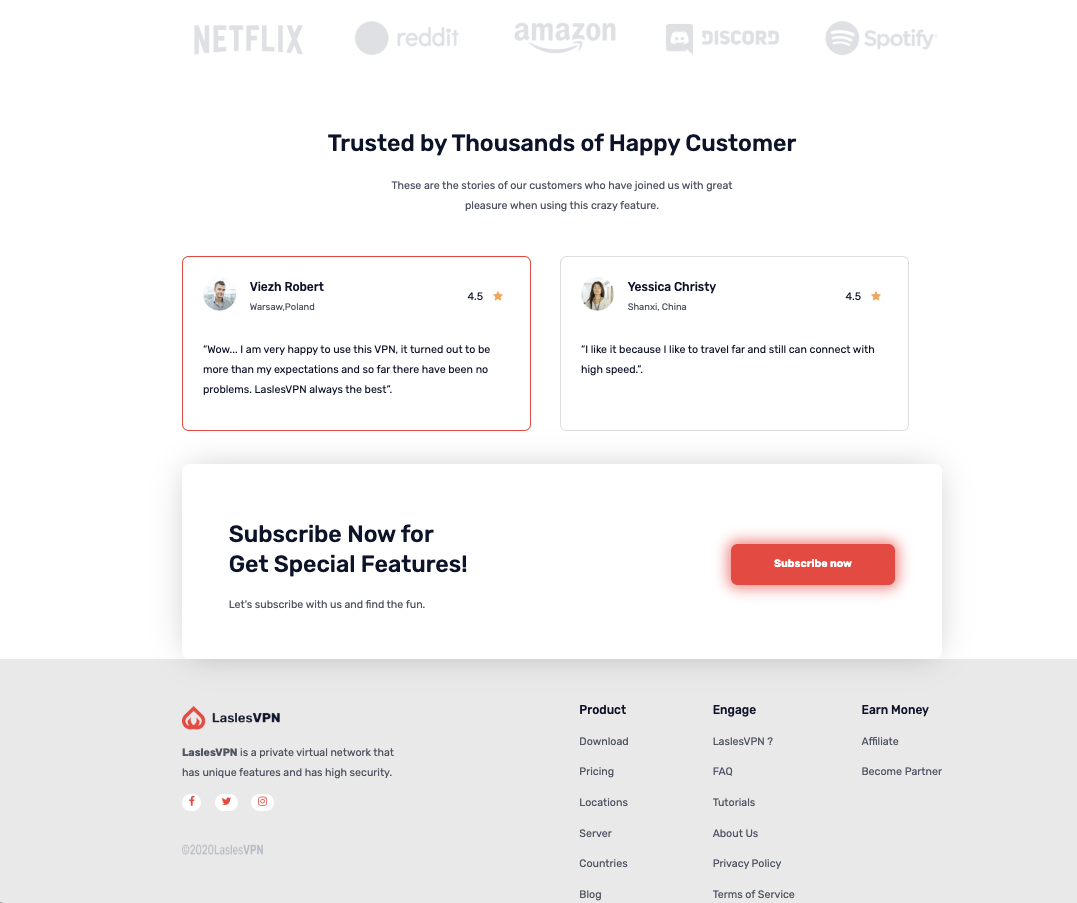 NETFLIX reddit amazon DISCORD Spotify
Trusted by Thousands of Happy Customer
These are the stories of our customers who have joined us with great
pleasure when using this crazy feature.
Viezh Robert
Warsaw,Poland
4.5
“Wow... I am very happy to use this VPN, it turned out to be
more than my expectations and so far there have been no
problems. LaslesVPN always the best”.
Yessica Christy
Shanxi, China
4.5
“I like it because I like to travel far and still can connect with
high speed.”.
Subscribe Now for
Get Special Features!
Let's subscribe with us and find the fun.
Subscribe now
LaslesVPN
LaslesVPN is a private virtual network that
has unique features and has high security.
©2020LaslesVPN
Product
Download
Pricing
Locations
Server
Countries
Blog
Engage
LaslesVPN ?
FAQ
Tutorials
About Us
Privacy Policy
Terms of Service
Earn Money
Affiliate
Become Partner